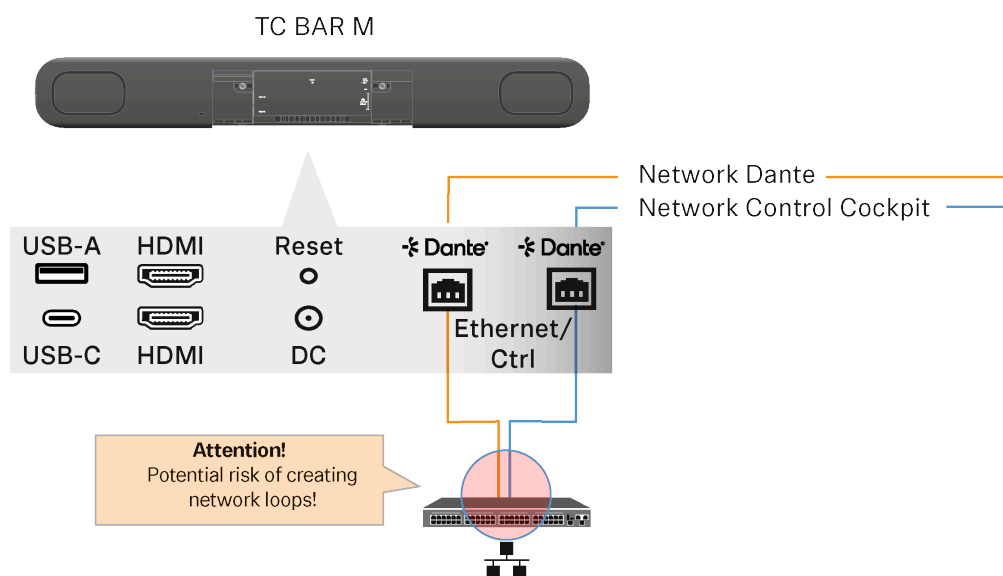 TC BAR M
Network Dante
Network Control Cockpit
USB-A HDMI Reset Dante Dante
Ethernet/
Ctrl
USB-C HDMI DC
Attention!
Potential risk of creating
network loops!